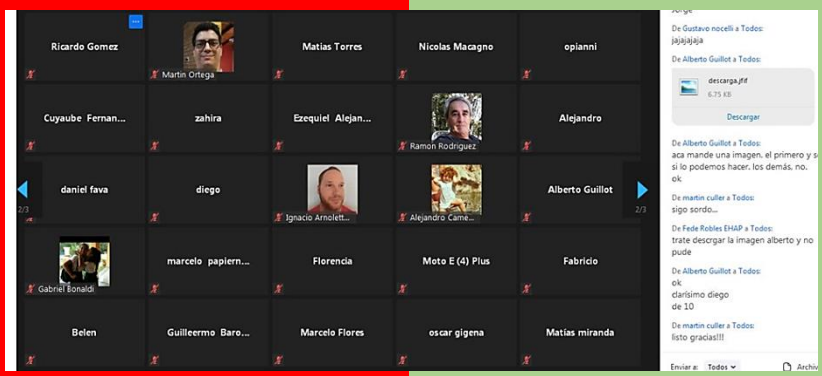 Ricardo Gomez
Martin Ortega
Matias Torres
Nicolas Macagno
opianni
Cuyaube Fernan...
zahira
Ezequiel Alejan...
Ramon Rodriguez
Alejandro
daniel fava
diego
Ignacio Arnolett...
Alejandro Came...
Alberto Guillot
2/3
2/3
Gabriel Bonaldi
marcelo papiern...
Florencia
Moto E (4) Plus
Fabricio
Belen
Guilleermo Baro...
Marcelo Flores
oscar gigena
Matías miranda
Jorge
De Gustavo nocelli a Todos:
jajajajaja
De Alberto Guillot a Todos:
descarga.jfif
6.75 KB
Descargar
De Alberto Guillot a Todos:
aca mande una imagen. el primero y s
si lo podemos hacer. los demás, no.
ok
De martin culler a Todos:
sigo sordo...
De Fede Robles EHAP a Todos:
trate descrgar la imagen alberto y no
pude
De Alberto Guillot a Todos:
ok
clarísimo diego
de 10
De martin culler a Todos:
listo gracias!!!
Enviar a: Todos
Archiv